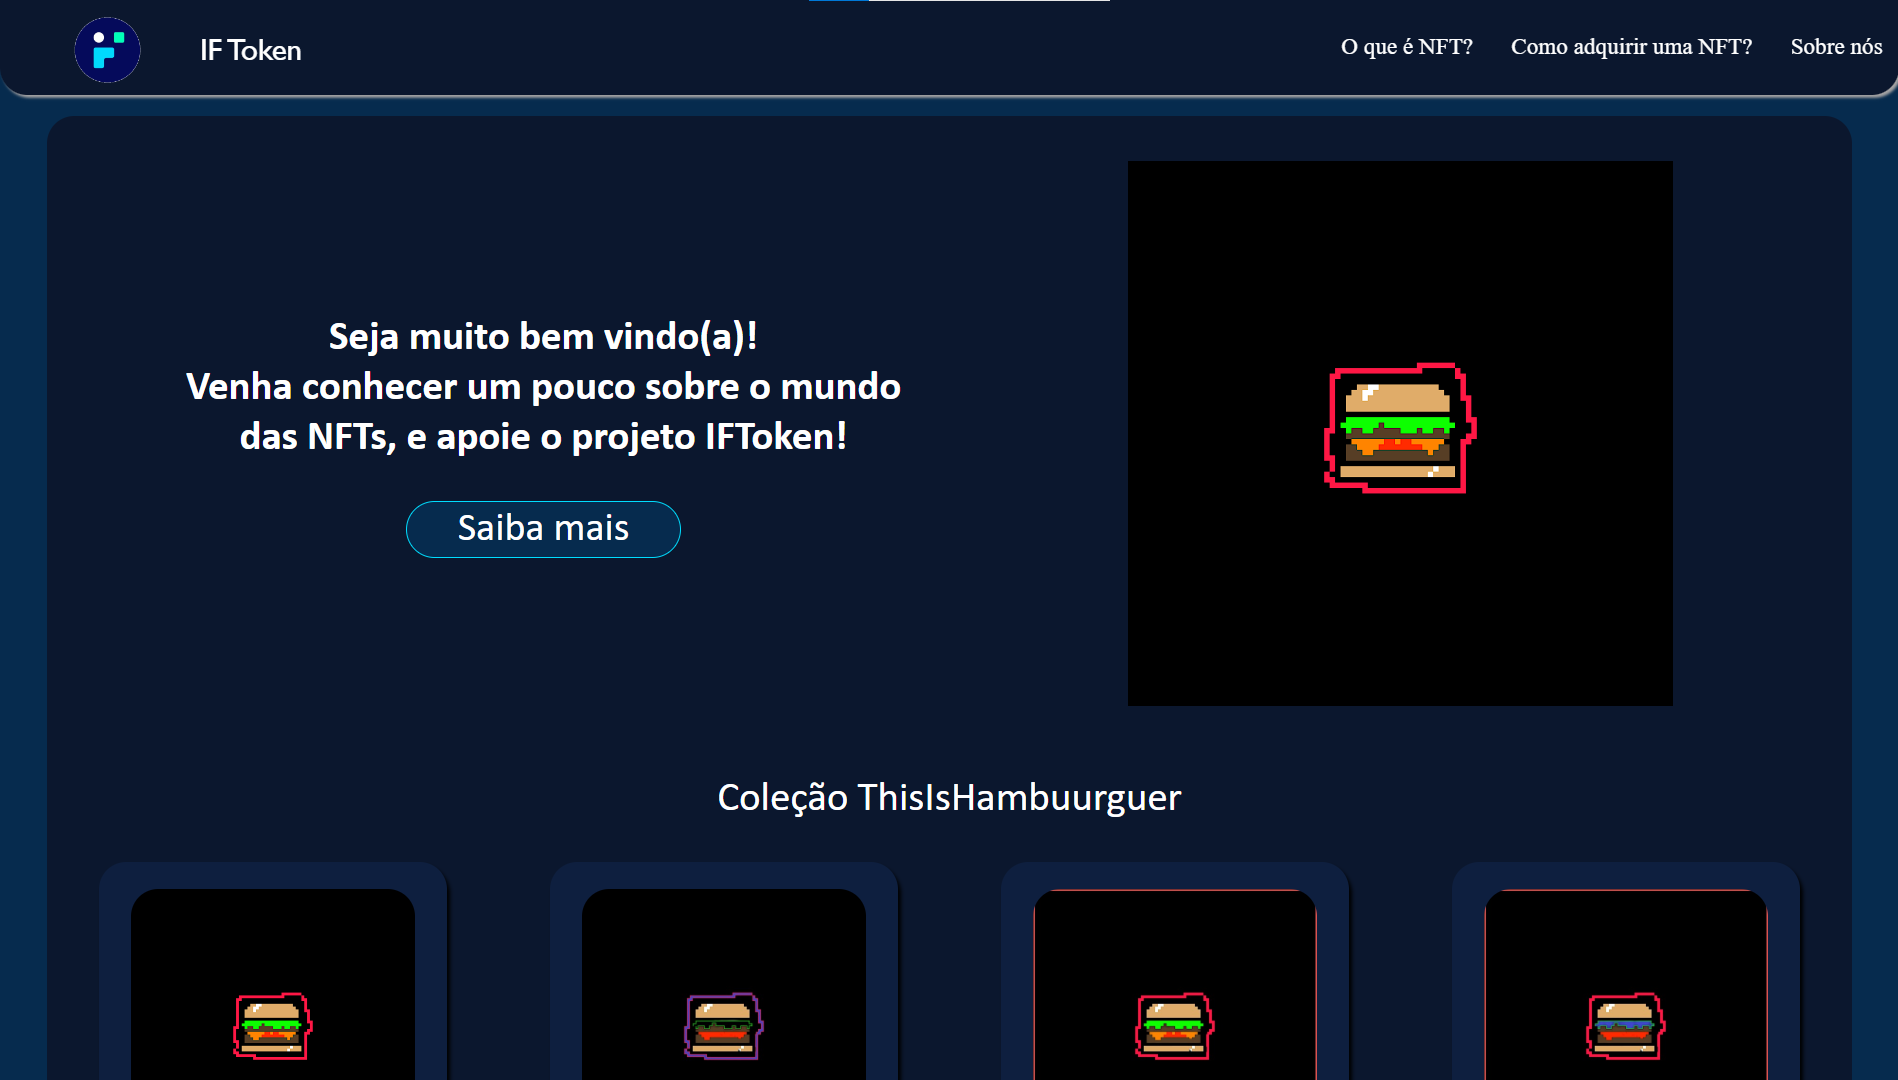 IF Token
O que é NFT?
Como adquirir uma NFT?
Sobre nós
Seja muito bem vindo(a)!
Venha conhecer um pouco sobre o mundo
das NFTs, e apoie o projeto IFToken!
Saiba mais
Coleção ThisIsHambuurguer